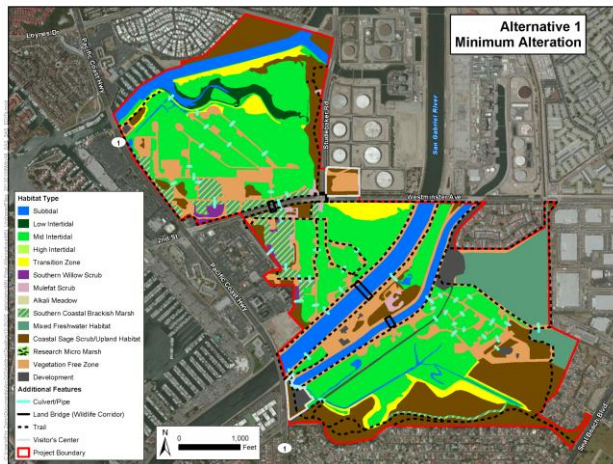 Alternative 1
Minimum Alteration
Loynes Dr
Pacific Coast Hwy
Studebaker Rd
San Gabriel River
1
Westminster Ave
2nd St
Pacific Coast Hwy
Habitat Type
Subtidal
Low Intertidal
Mid Intertidal
High Intertidal
Transition Zone
Southern Willow Scrub
Mulefat Scrub
Alkali Meadow
Southern Coastal Brackish Marsh
Mixed Freshwater Habitat
Coastal Sage Scrub/Upland Habitat
Research Micro Marsh
Vegetation Free Zone
Development
Additional Features
Culvert/Pipe
Land Bridge (Wildlife Corridor)
Trail
Visitor's Center
Project Boundary
N
0 1,000
Feet
1
Seal Beach Blvd